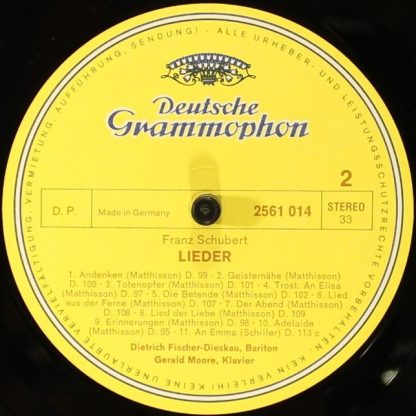 KEIN VERLEIH! KEINE UNERLAUBTE VERVIELFÄLTIGUNG, VERMIETUNG, AUFFÜHRUNG, SENDUNG! - ALLE URHEBER- UND LEISTUNGSSCHUTZRECHTE VORBEHALTEN ·
Deutsche
Grammophon
2
D. P.
Made in Germany
2561 014
STEREO
33
Franz Schubert
LIEDER
1. Andenken (Matthisson) D. 99 · 2. Geisternähe (Matthisson)
D. 100 · 3. Totenopfer (Matthisson) D. 101 · 4. Trost. An Elisa
(Matthisson) D. 97 · 5. Die Betende (Matthisson) D. 102 · 6. Lied
aus der Ferne (Matthisson) D. 107 · 7. Der Abend (Matthisson)
D. 108 · 8. Lied der Liebe (Matthisson) D. 109
9. Erinnerungen (Matthisson) D. 98 · 10. Adelaide
(Matthisson) D. 95 · 11. An Emma (Schiller) D. 113 c
Dietrich Fischer-Dieskau, Bariton
Gerald Moore, Klavier